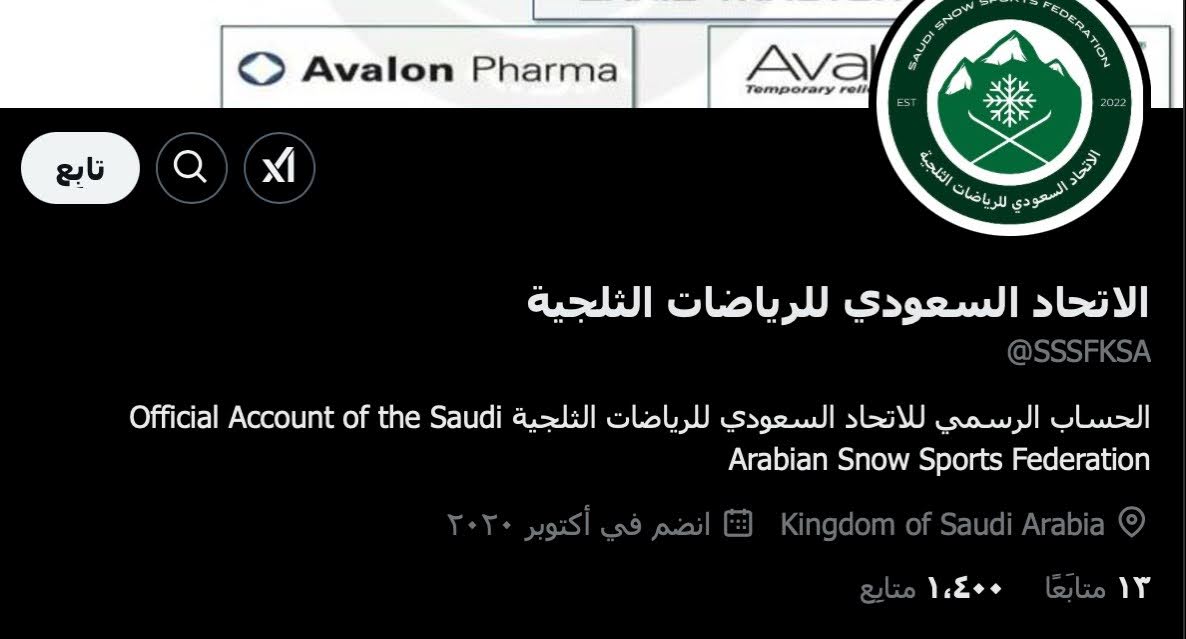 Avalon Pharma
Temporary
SAUDI SNOW SPORTS FEDERATION
EST 2022
الاتحاد السعودي للرياضات الثلجية
تابِع
الاتحاد السعودي للرياضات الثلجية
@SSSFKSA
الحساب الرسمي للاتحاد السعودي للرياضات الثلجية Official Account of the Saudi
Arabian Snow Sports Federation
Kingdom of Saudi Arabia انضم في أكتوبر ٢٠٢٠
١٣ متابَعًا ١،٤٠٠ متابِع